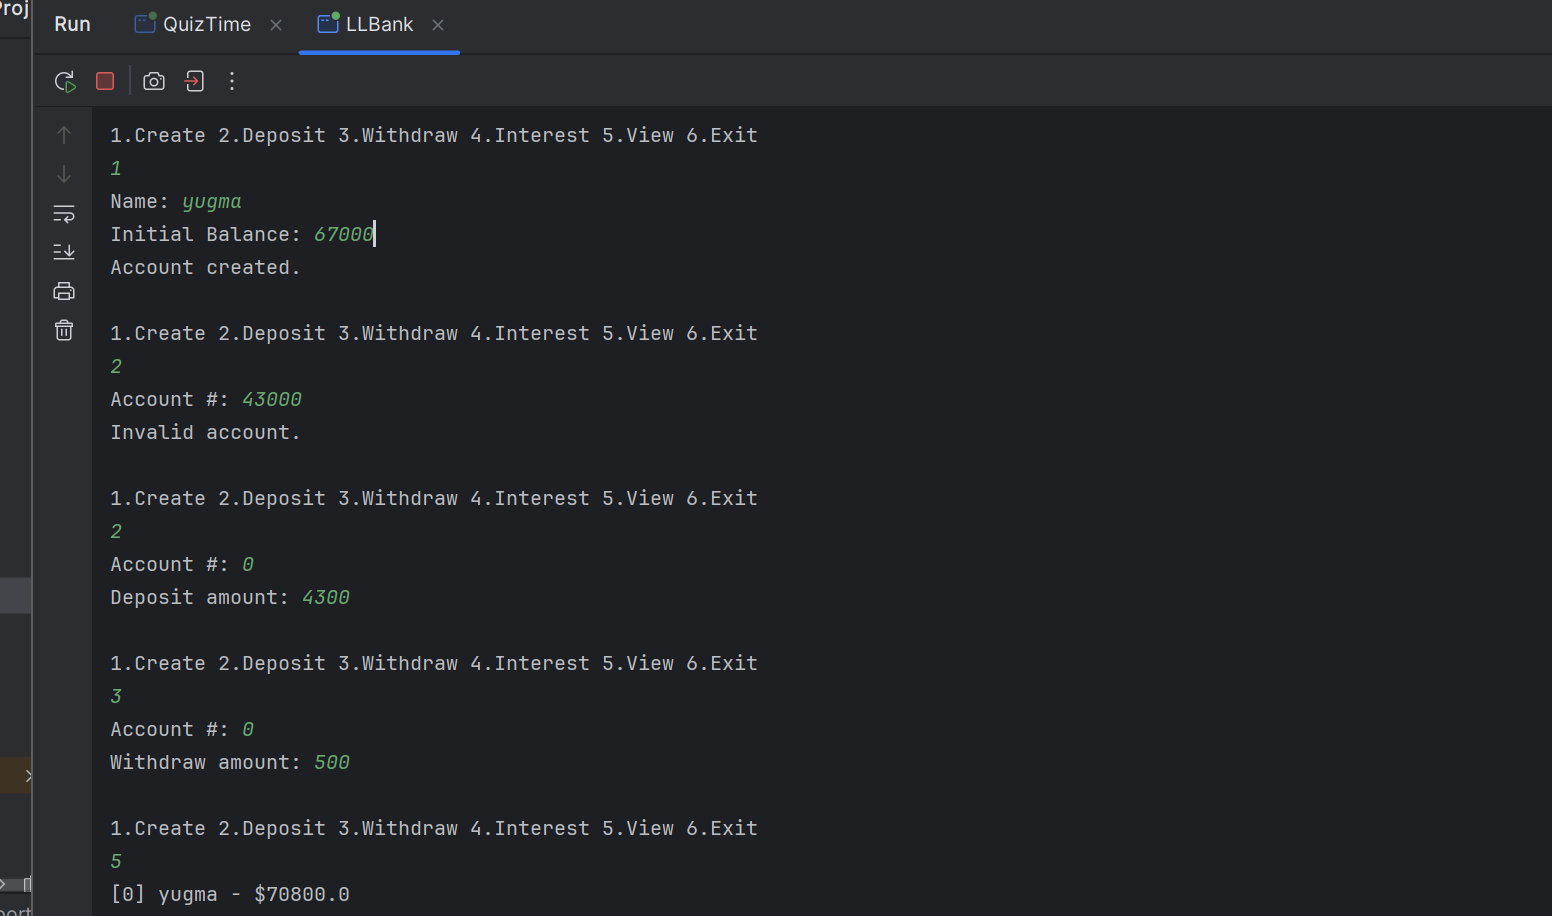 Proj
Run QuizTime LLBank
1.Create 2.Deposit 3.Withdraw 4.Interest 5.View 6.Exit
1
Name: yugma
Initial Balance: 67000
Account created.
1.Create 2.Deposit 3.Withdraw 4.Interest 5.View 6.Exit
2
Account #: 43000
Invalid account.
1.Create 2.Deposit 3.Withdraw 4.Interest 5.View 6.Exit
2
Account #: 0
Deposit amount: 4300
1.Create 2.Deposit 3.Withdraw 4.Interest 5.View 6.Exit
3
Account #: 0
Withdraw amount: 500
1.Create 2.Deposit 3.Withdraw 4.Interest 5.View 6.Exit
5
[0] yugma - $70800.0